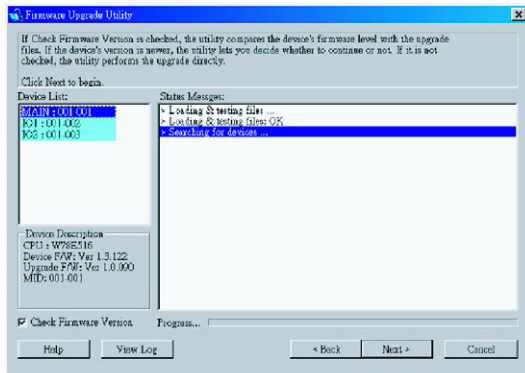 Firmware Upgrade Utility
If Check Firmware Version is checked, the utility compares the device's firmware level with the upgrade
files. If the device's version is newer, the utility lets you decide whether to continue or not. If it is not
checked, the utility performs the upgrade directly.
Click Next to begin.
Device List:
MAIN : 001-001
IO1 : 001-002
IO2 : 001-003
Status Messges:
> Loading & testing files ...
> Loading & testing files: OK
> Searching for devices ...
Device Description
CPU : W78E516
Device F/W: Ver 1.3.122
Upgrade F/W: Ver 1.0.090
MID: 001-001
Check Firmware Version
Progress...
Help
View Log
< Back
Next >
Cancel